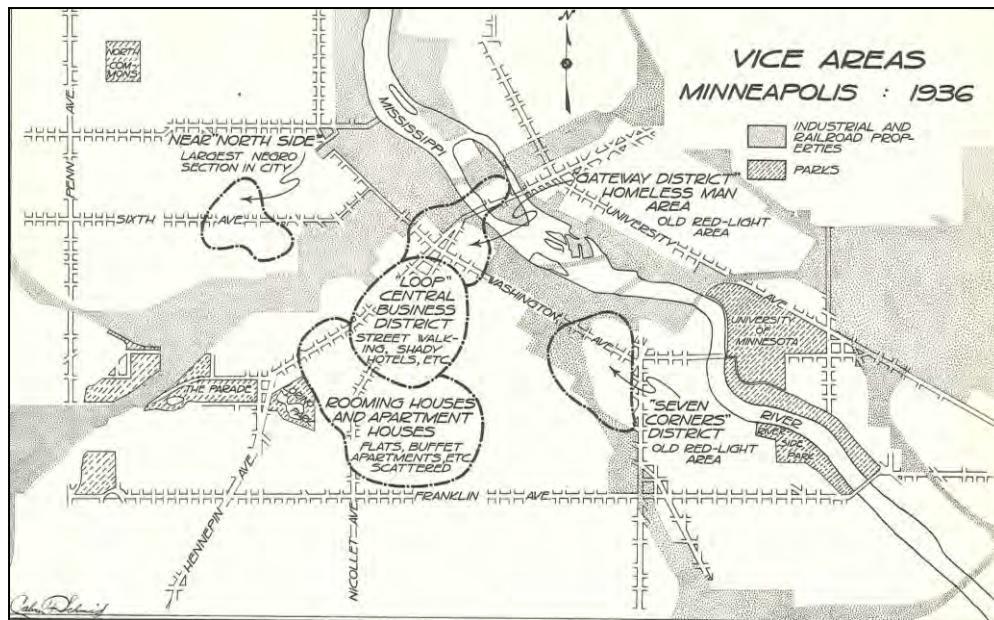 VICE AREAS
MINNEAPOLIS : 1936
INDUSTRIAL AND
RAILROAD PROP-
ERTIES
PARKS
N
NORTH
COM-
MONS
PENN AVE
MISSISSIPPI
"NEAR" NORTH SIDE"
LARGEST NEGRO
SECTION IN CITY
SIXTH AVE.
"GATEWAY DISTRICT"
HOMELESS MAN
AREA
OLD RED-LIGHT
AREA
UNIVERSITY AVE
WASHINGTON AVE
"LOOP"
CENTRAL
BUSINESS
DISTRICT
STREET WALK-
ING, SHADY
HOTELS, ETC.
UNIVERSITY
OF
MINNESOTA
THE PARADE
PARK
ROOMING HOUSES
AND APARTMENT
HOUSES
FLATS, BUFFET
APARTMENTS, ETC.
SCATTERED
"SEVEN
CORNERS"
DISTRICT
OLD RED-LIGHT
AREA
RIVER
RIVER
SIDE
PARK
FRANKLIN AVE
HENNEPIN AVE
NICOLLET AVE